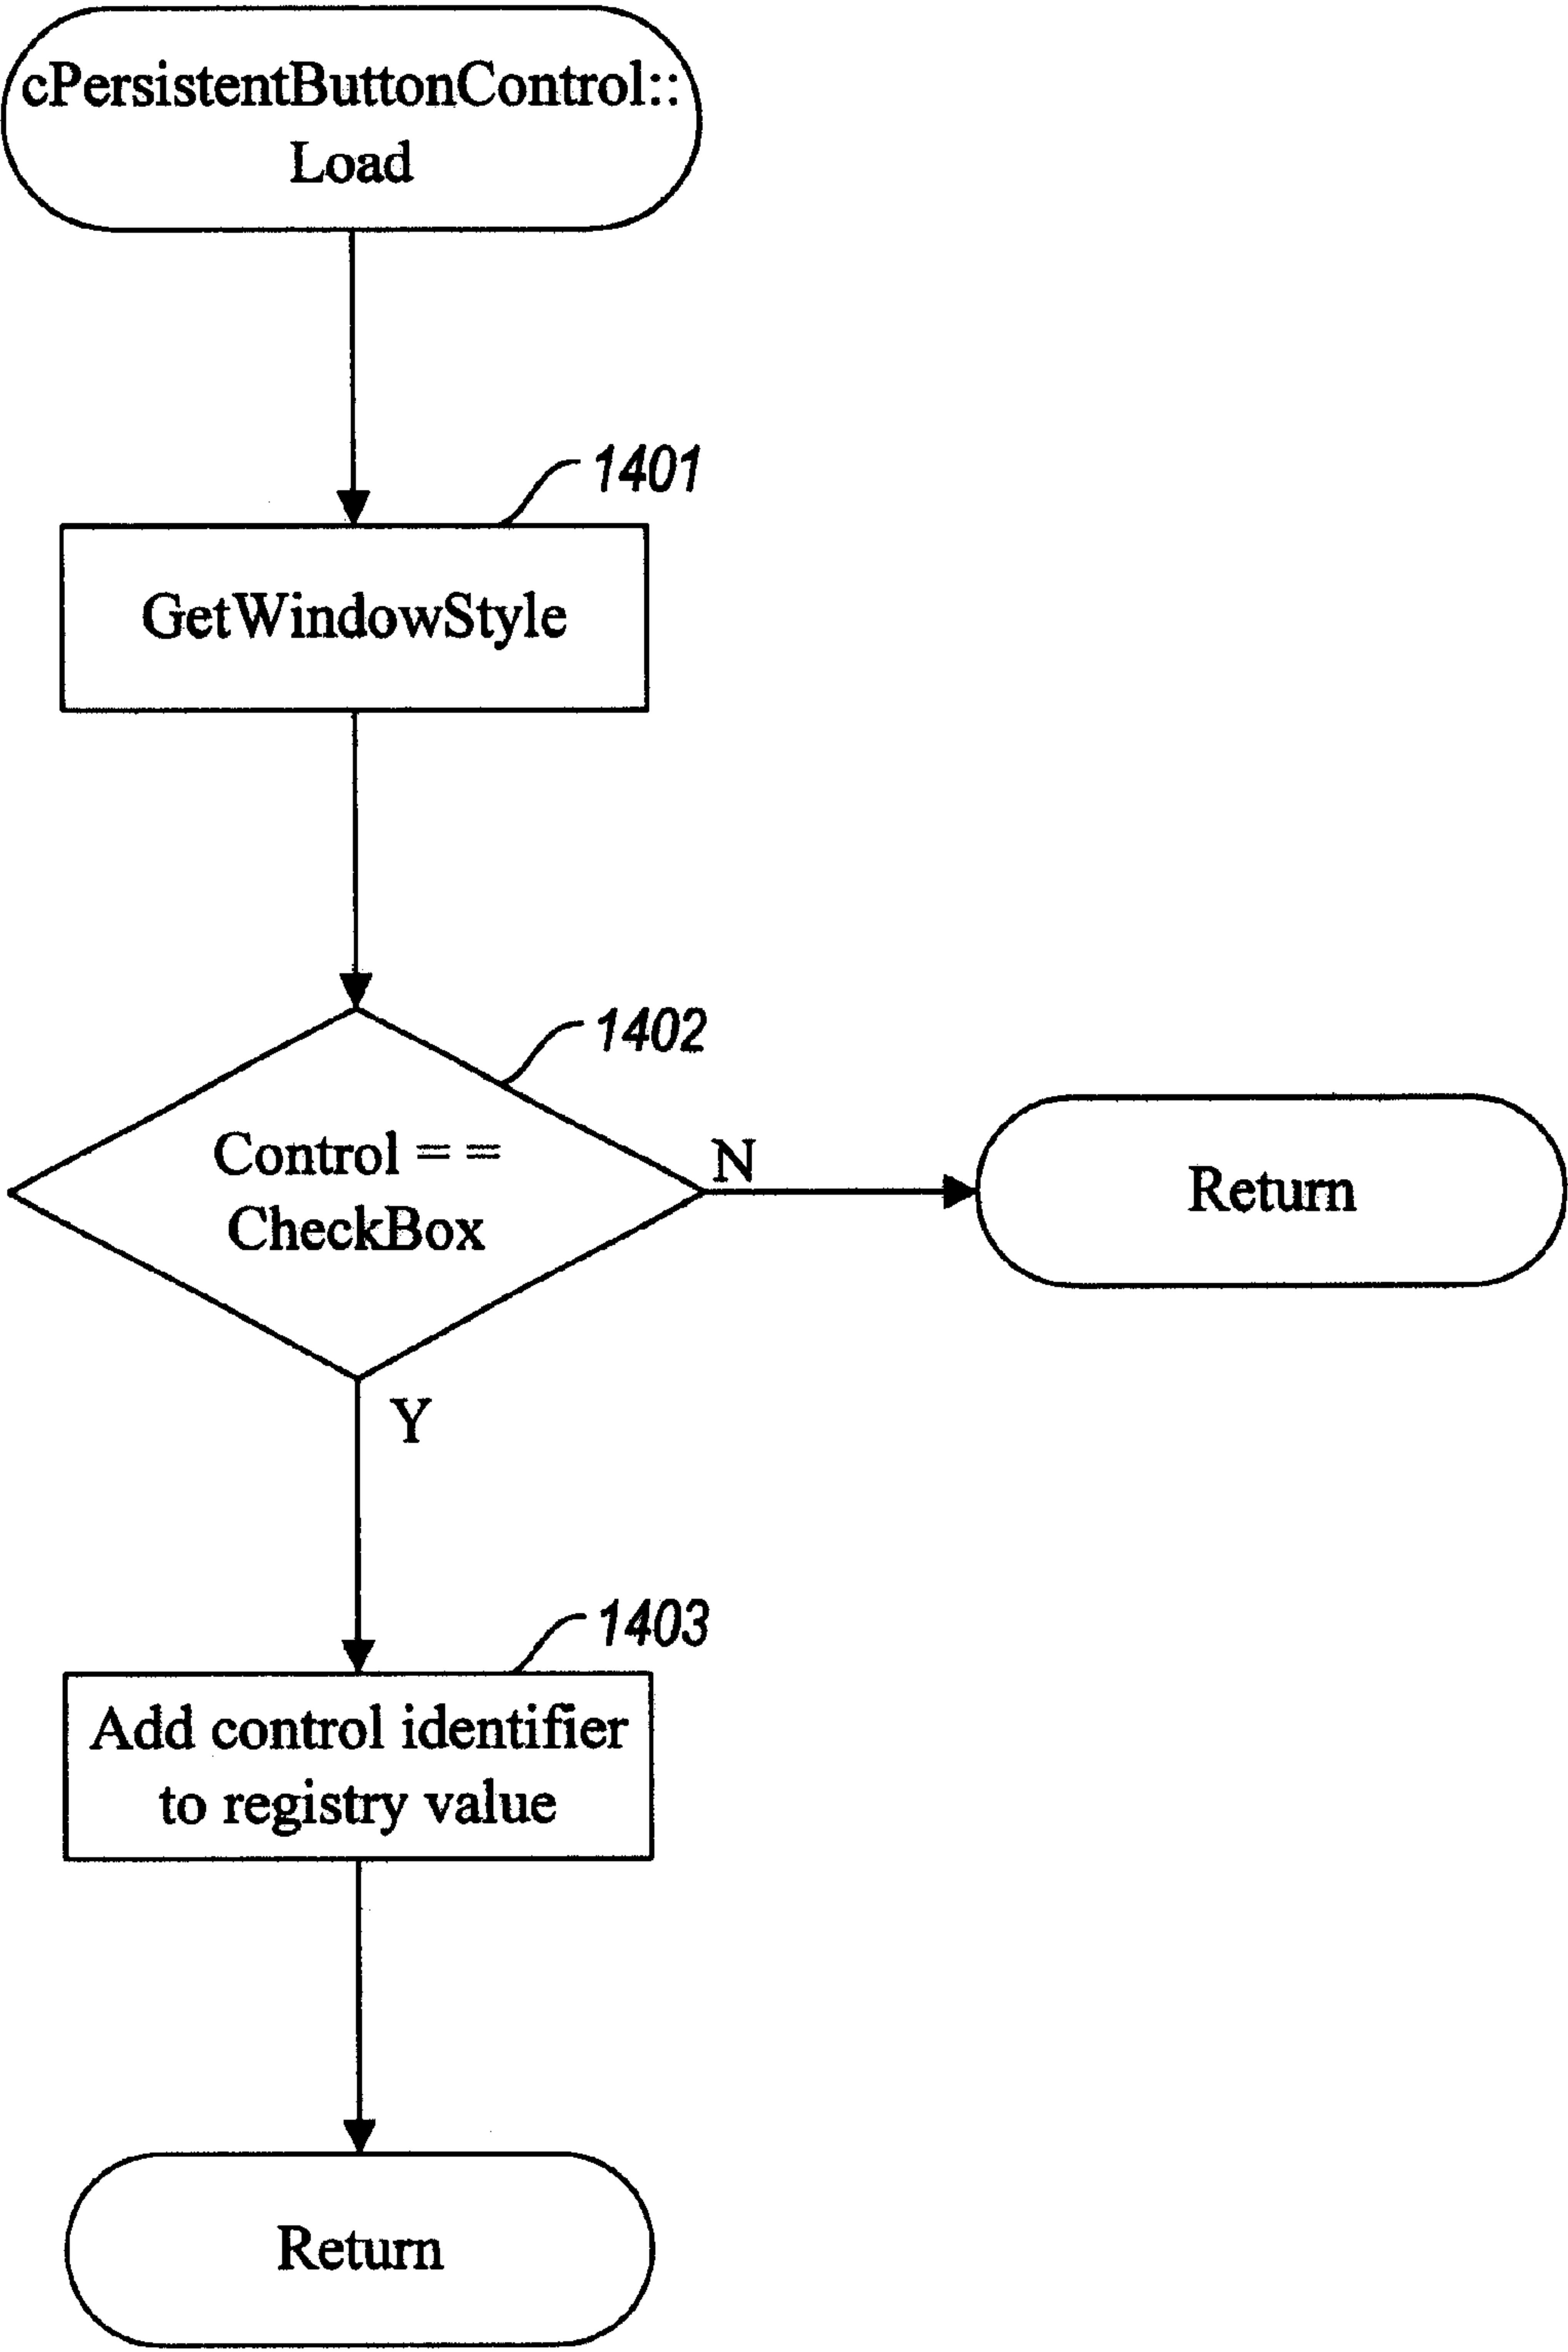 cPersistentButtonControl::
Load
1401
GetWindowStyle
1402
Control = =
CheckBox
N
Return
Y
1403
Add control identifier
to registry value
Return